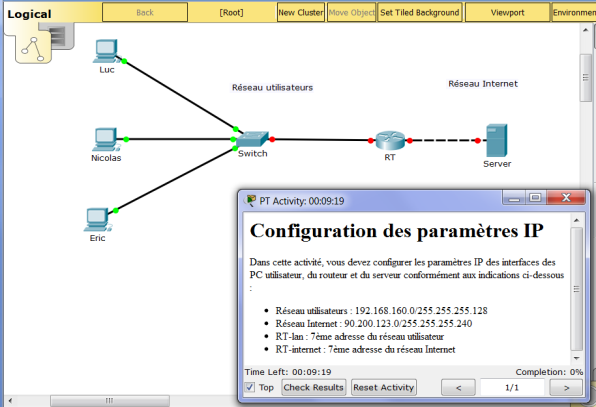 Logical
Back
[Root]
New Cluster
Move Object
Set Tiled Background
Viewport
Environmen
Luc
Réseau utilisateurs
Réseau Internet
Nicolas
Switch
RT
Server
Eric
PT Activity: 00:09:19
Configuration des paramètres IP
Dans cette activité, vous devez configurer les paramètres IP des interfaces des
PC utilisateur, du routeur et du serveur conformément aux indications ci-dessous
:
• Réseau utilisateurs : 192.168.160.0/255.255.255.128
• Réseau Internet : 90.200.123.0/255.255.255.240
• RT-lan : 7ème adresse du réseau utilisateur
• RT-internet : 7ème adresse du réseau Internet
Time Left: 00:09:19
Completion: 0%
Top
Check Results
Reset Activity
<
1/1
>